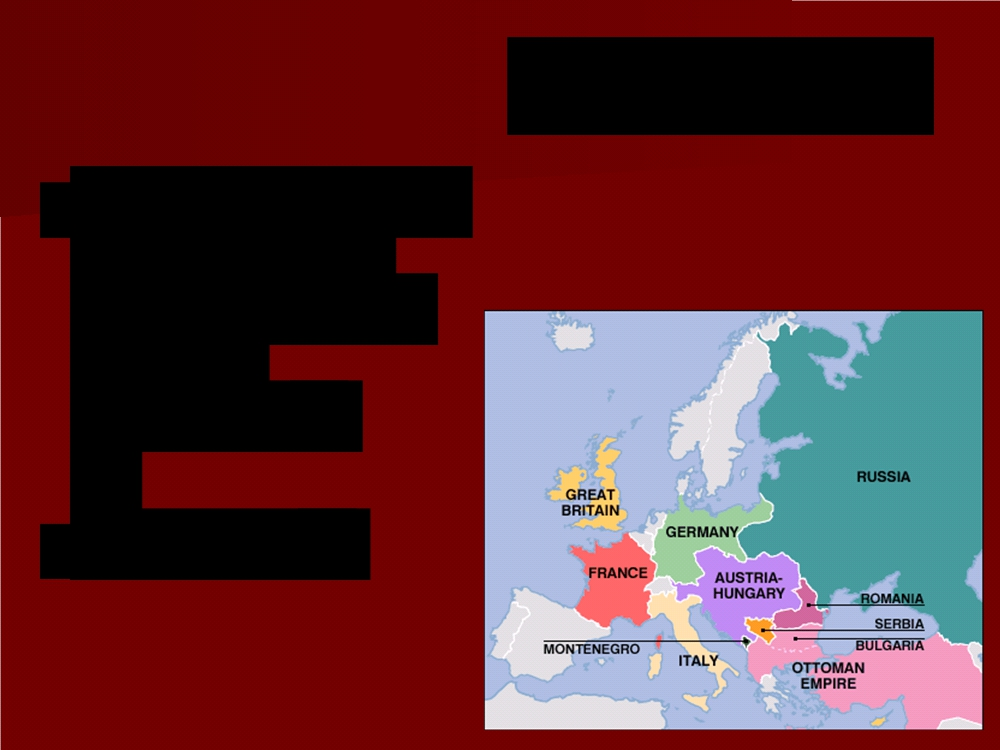 RUSSIA
GREAT
BRITAIN
GERMANY
FRANCE
AUSTRIA-
HUNGARY
ROMANIA
SERBIA
BULGARIA
MONTENEGRO
ITALY
OTTOMAN
EMPIRE